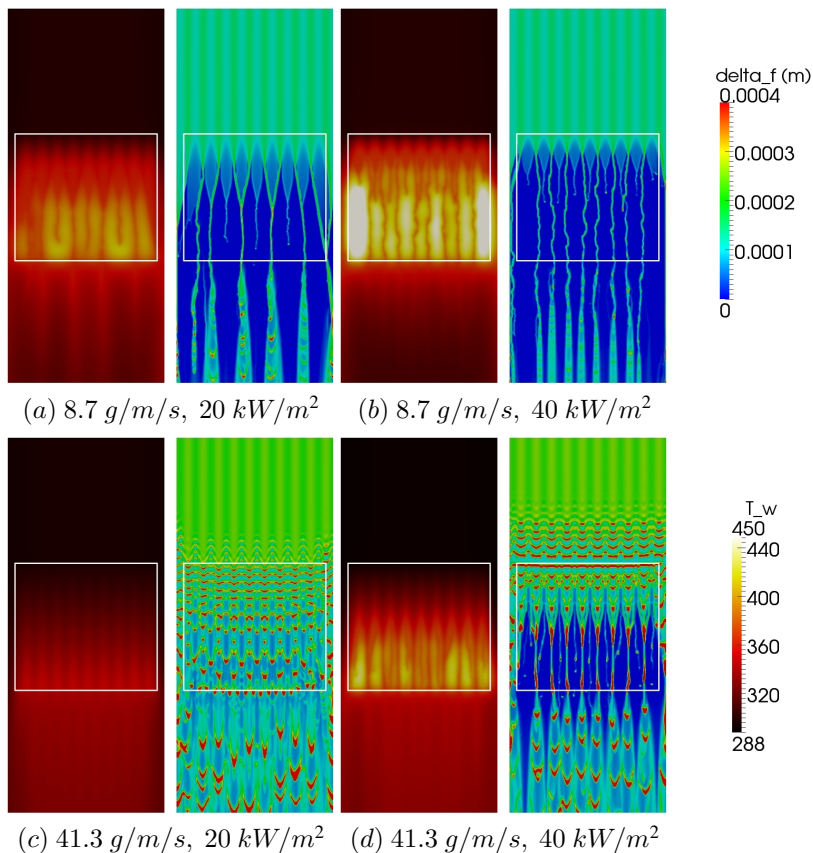 delta_f (m)
0.0004
0.0003
0.0002
0.0001
0
(a) 8.7 g/m/s, 20 kW/m²
(b) 8.7 g/m/s, 40 kW/m²
T_w
450
440
400
360
320
288
(c) 41.3 g/m/s, 20 kW/m²
(d) 41.3 g/m/s, 40 kW/m²